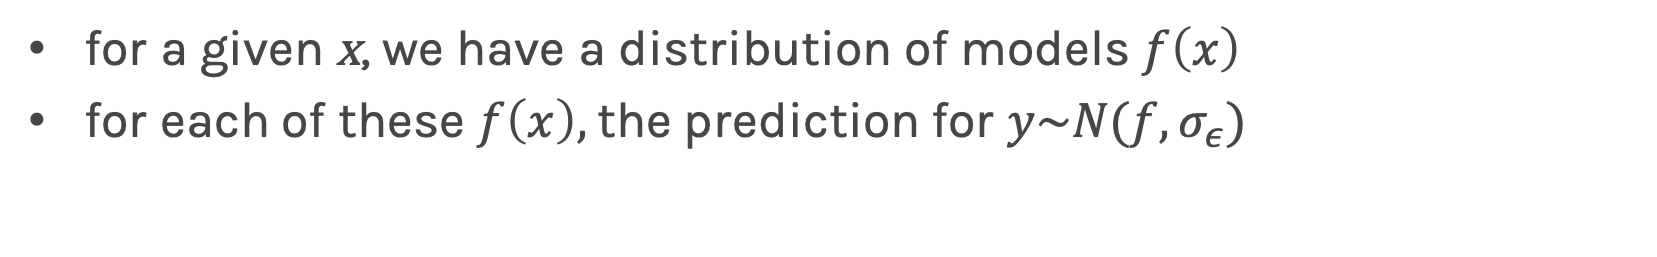 • for a given x, we have a distribution of models f(x)
• for each of these f(x), the prediction for y~N(f, σ_ϵ)